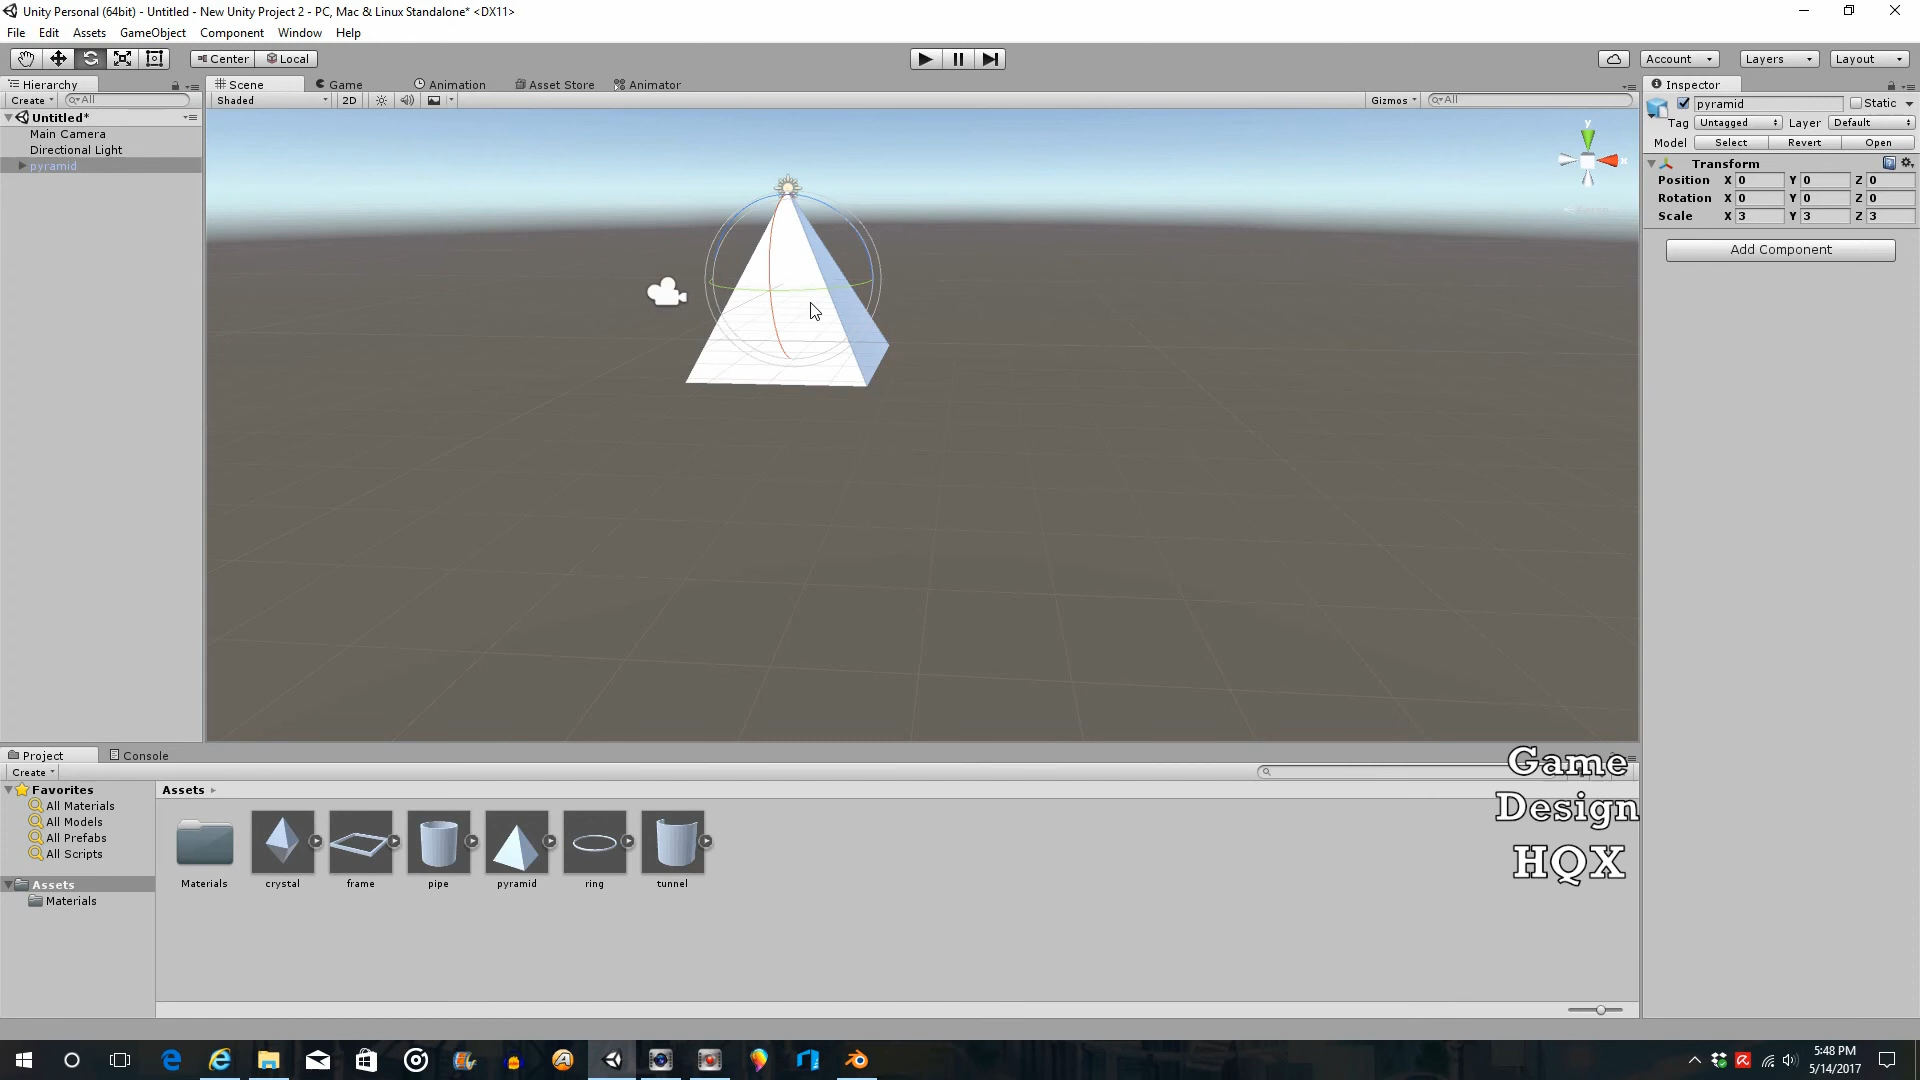 Unity Personal (64bit) - Untitled - New Unity Project 2 - PC, Mac & Linux Standalone* <DX11>
File Edit Assets GameObject Component Window Help
Center Local Account Layers Layout
Hierarchy Scene Game Animation Asset Store Animator Inspector
Create All Shaded 2D Gizmos All pyramid Static
Untitled* Tag Untagged Layer Default
Main Camera Model Select Revert Open
Directional Light Transform
pyramid Position X 0 Y 0 Z 0
Rotation X 0 Y 0 Z 0
Scale X 3 Y 3 Z 3
Add Component
y
x
Project Console
Create
Favorites Assets
All Materials
All Models
All Prefabs
All Scripts
Assets
Materials
Materials crystal frame pipe pyramid ring tunnel
Game
Design
HQX
5:48 PM
5/14/2017